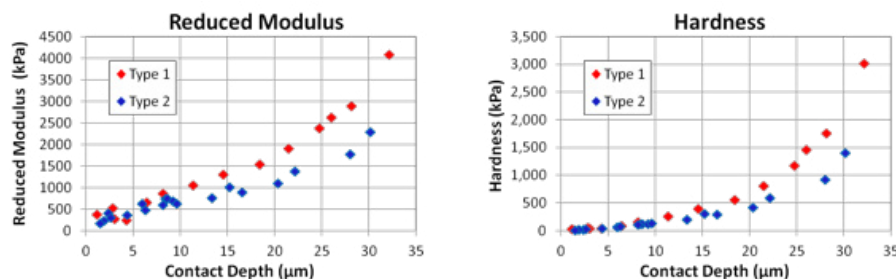 Reduced Modulus
4500
4000
3500
3000
2500
2000
1500
1000
500
0
Reduced Modulus (kPa)
Type 1
Type 2
0 5 10 15 20 25 30 35
Contact Depth (µm)
Hardness
3,500
3,000
2,500
2,000
1,500
1,000
500
0
Hardness (kPa)
Type 1
Type 2
0 5 10 15 20 25 30 35
Contact Depth (µm)